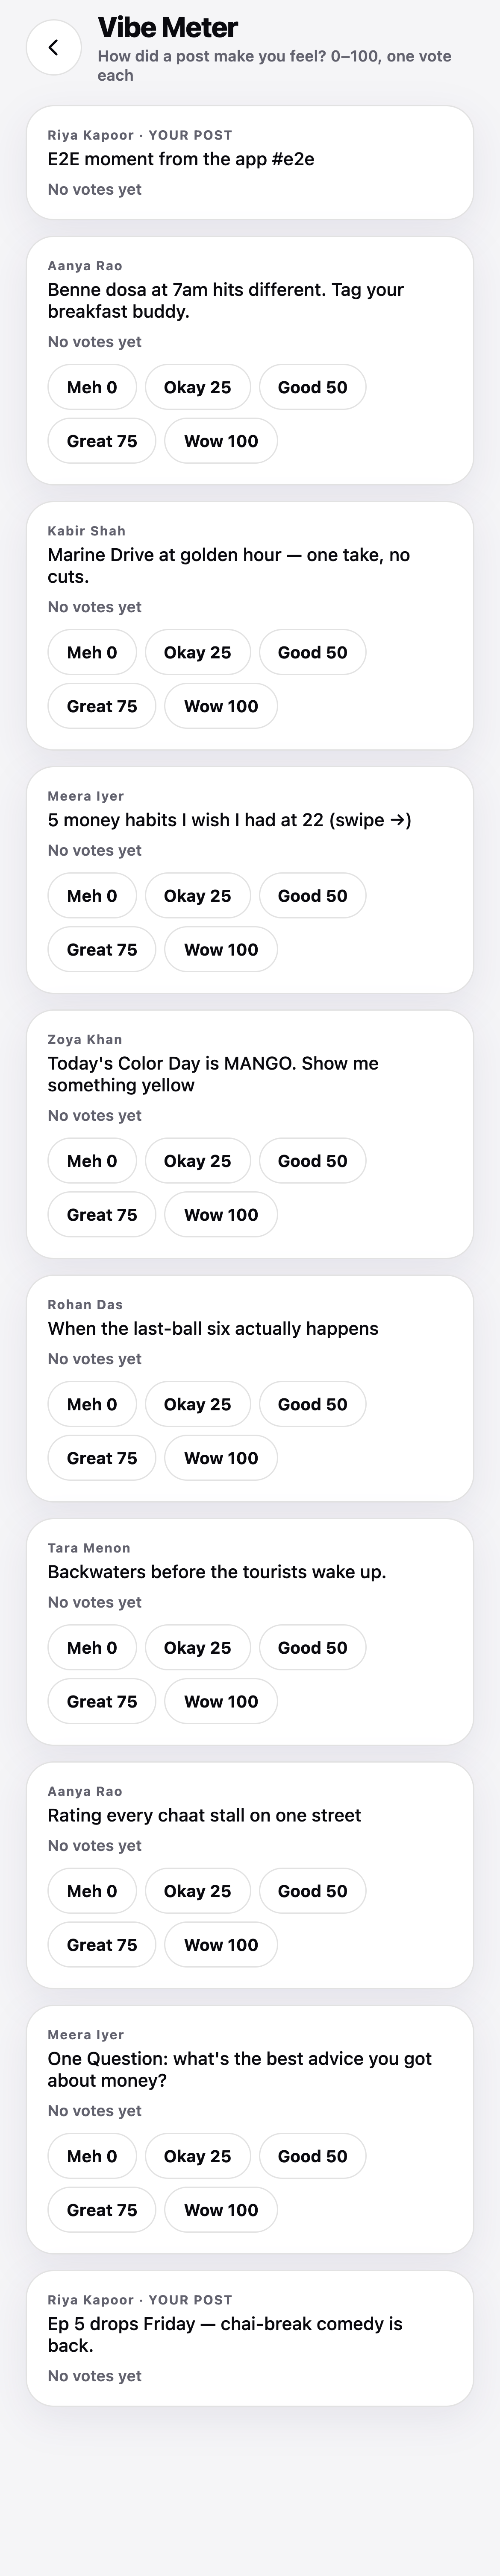 Vibe Meter
How did a post make you feel? 0–100, one vote
each
Riya Kapoor · YOUR POST
E2E moment from the app #e2e
No votes yet
Aanya Rao
Benne dosa at 7am hits different. Tag your
breakfast buddy.
No votes yet
Meh 0 Okay 25 Good 50
Great 75 Wow 100
Kabir Shah
Marine Drive at golden hour — one take, no
cuts.
No votes yet
Meh 0 Okay 25 Good 50
Great 75 Wow 100
Meera Iyer
5 money habits I wish I had at 22 (swipe →)
No votes yet
Meh 0 Okay 25 Good 50
Great 75 Wow 100
Zoya Khan
Today's Color Day is MANGO. Show me
something yellow
No votes yet
Meh 0 Okay 25 Good 50
Great 75 Wow 100
Rohan Das
When the last-ball six actually happens
No votes yet
Meh 0 Okay 25 Good 50
Great 75 Wow 100
Tara Menon
Backwaters before the tourists wake up.
No votes yet
Meh 0 Okay 25 Good 50
Great 75 Wow 100
Aanya Rao
Rating every chaat stall on one street
No votes yet
Meh 0 Okay 25 Good 50
Great 75 Wow 100
Meera Iyer
One Question: what's the best advice you got
about money?
No votes yet
Meh 0 Okay 25 Good 50
Great 75 Wow 100
Riya Kapoor · YOUR POST
Ep 5 drops Friday — chai-break comedy is
back.
No votes yet